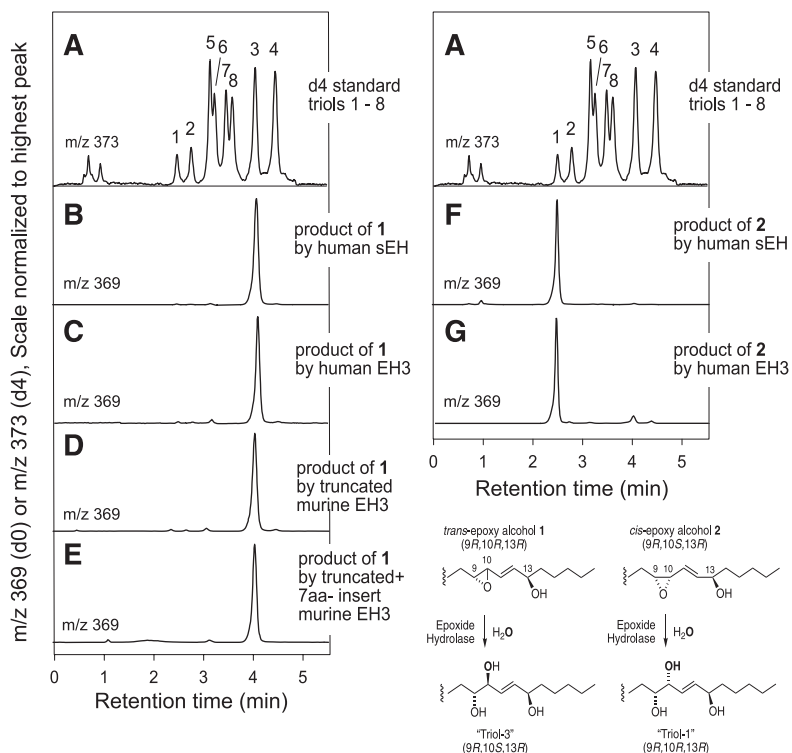 m/z 369 (d0) or m/z 373 (d4), Scale normalized to highest peak
A
5
6
7
8
3
4
1
2
m/z 373
d4 standard
triols 1 - 8
B
product of 1
by human sEH
m/z 369
C
product of 1
by human EH3
m/z 369
D
product of 1
by truncated
murine EH3
m/z 369
E
product of 1
by truncated+
7aa- insert
murine EH3
m/z 369
0 1 2 3 4 5
Retention time (min)
A
5
6
7
8
3
4
1
2
m/z 373
d4 standard
triols 1 - 8
F
product of 2
by human sEH
m/z 369
G
product of 2
by human EH3
m/z 369
0 1 2 3 4 5
Retention time (min)
trans-epoxy alcohol 1
(9R,10R,13R)
9 10 13
O
OH
Epoxide
Hydrolase
H2O
OH
OH OH
"Triol-3"
(9R,10S,13R)
cis-epoxy alcohol 2
(9R,10S,13R)
9 10 13
O
OH
Epoxide
Hydrolase
H2O
OH
OH OH
"Triol-1"
(9R,10R,13R)